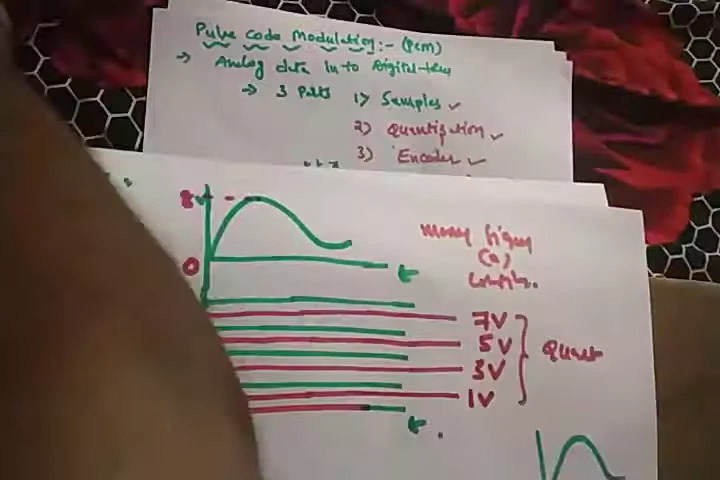 Pulse Code Modulation:- (PCM)
→ Analog data in to Digital
→ 3 Parts 1) Samples ✓
2) Quantization ✓
3) Encoder ✓
8v
0
t
many
(a)
7V
5V
3V
1V
t